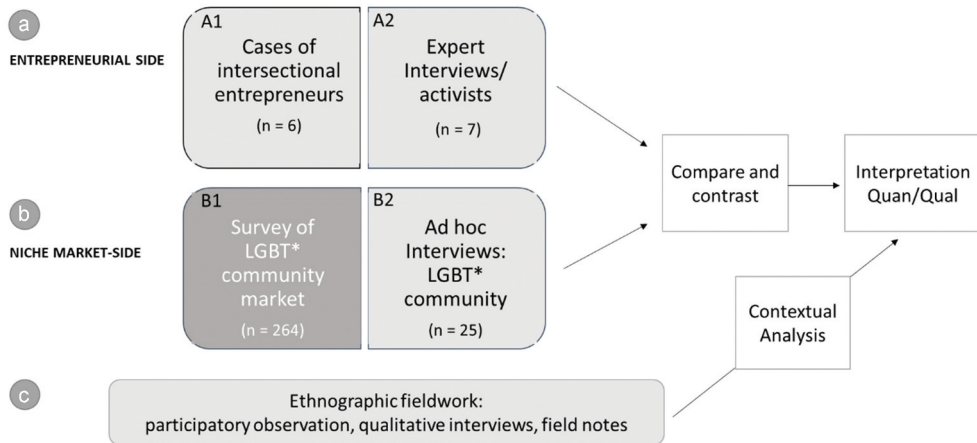 a
ENTREPRENEURIAL SIDE
A1
Cases of
intersectional
entrepreneurs
(n = 6)
A2
Expert
Interviews/
activists
(n = 7)
b
NICHE MARKET-SIDE
B1
Survey of
LGBT*
community
market
(n = 264)
B2
Ad hoc
Interviews:
LGBT*
community
(n = 25)
Compare and
contrast
Interpretation
Quan/Qual
Contextual
Analysis
c
Ethnographic fieldwork:
participatory observation, qualitative interviews, field notes